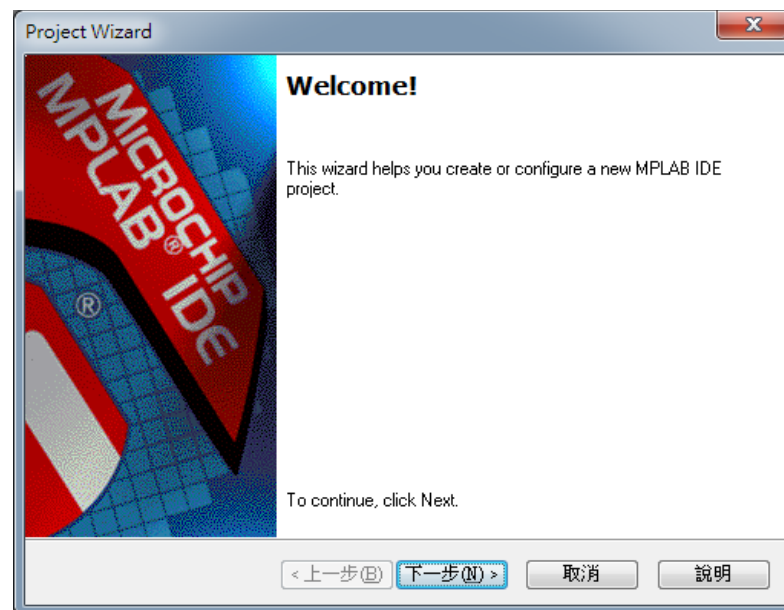 Project Wizard
MICROCHIP
MPLAB® IDE
®
Welcome!
This wizard helps you create or configure a new MPLAB IDE
project.
To continue, click Next.
<上一步(B)
下一步(N) >
取消
說明